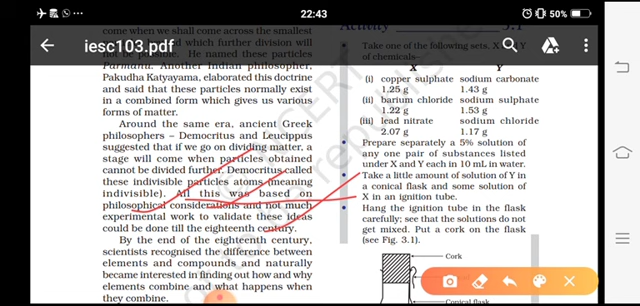 22:43
50%
iesc103.pdf
come when we shall come across the smallest
which further division will
not be possible. He named these particles
Parmanu. Another Indian philosopher,
Pakudha Katyayama, elaborated this doctrine
and said that these particles normally exist
in a combined form which gives us various
forms of matter.
Around the same era, ancient Greek
philosophers – Democritus and Leucippus
suggested that if we go on dividing matter, a
stage will come when particles obtained
cannot be divided further. Democritus called
these indivisible particles atoms (meaning
indivisible). All this was based on
philosophical considerations and not much
experimental work to validate these ideas
could be done till the eighteenth century.
By the end of the eighteenth century,
scientists recognised the difference between
elements and compounds and naturally
became interested in finding out how and why
elements combine and what happens when
they combine.
Activity 3.1
• Take one of the following sets, X
of chemicals–
X Y
(i) copper sulphate sodium carbonate
1.25 g 1.43 g
(ii) barium chloride sodium sulphate
1.22 g 1.53 g
(iii) lead nitrate sodium chloride
2.07 g 1.17 g
• Prepare separately a 5% solution of
any one pair of substances listed
under X and Y each in 10 mL in water.
• Take a little amount of solution of Y in
a conical flask and some solution of
X in an ignition tube.
• Hang the ignition tube in the flask
carefully; see that the solutions do not
get mixed. Put a cork on the flask
(see Fig. 3.1).
Cork
Conical flask